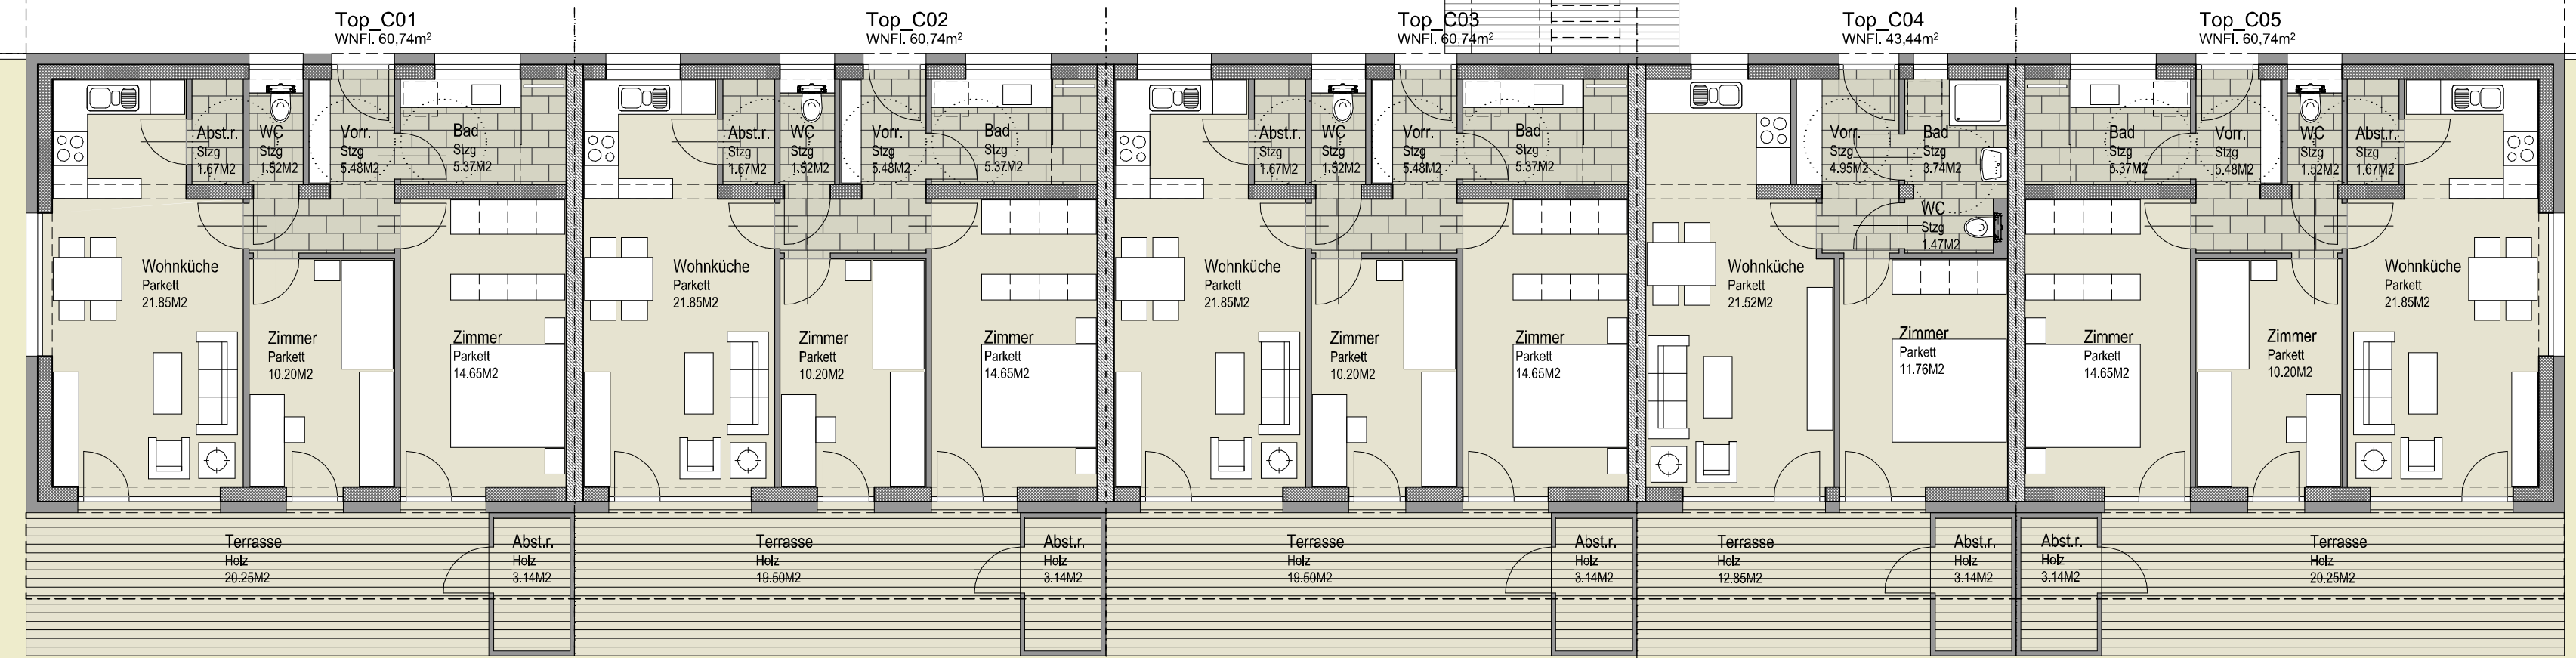 Top_C01
WNFl. 60,74m²
Top_C02
WNFl. 60,74m²
Top_C03
WNFl. 60,74m²
Top_C04
WNFl. 43,44m²
Top_C05
WNFl. 60,74m²
Abst.r.
Stzg
1.67M2
WC
Stzg
1.52M2
Vorr.
Stzg
5.48M2
Bad
Stzg
5.37M2
Wohnküche
Parkett
21.85M2
Zimmer
Parkett
10.20M2
Zimmer
Parkett
14.65M2
Terrasse
Holz
20.25M2
Abst.r.
Holz
3.14M2
Abst.r.
Stzg
1.67M2
WC
Stzg
1.52M2
Vorr.
Stzg
5.48M2
Bad
Stzg
5.37M2
Wohnküche
Parkett
21.85M2
Zimmer
Parkett
10.20M2
Zimmer
Parkett
14.65M2
Terrasse
Holz
19.50M2
Abst.r.
Holz
3.14M2
Abst.r.
Stzg
1.67M2
WC
Stzg
1.52M2
Vorr.
Stzg
5.48M2
Bad
Stzg
5.37M2
Wohnküche
Parkett
21.85M2
Zimmer
Parkett
10.20M2
Zimmer
Parkett
14.65M2
Terrasse
Holz
19.50M2
Abst.r.
Holz
3.14M2
Vorr.
Stzg
4.95M2
Bad
Stzg
3.74M2
WC
Stzg
1.47M2
Wohnküche
Parkett
21.52M2
Zimmer
Parkett
11.76M2
Terrasse
Holz
12.85M2
Abst.r.
Holz
3.14M2
Bad
Stzg
5.37M2
Vorr.
Stzg
5.48M2
WC
Stzg
1.52M2
Abst.r.
Stzg
1.67M2
Zimmer
Parkett
14.65M2
Zimmer
Parkett
10.20M2
Wohnküche
Parkett
21.85M2
Abst.r.
Holz
3.14M2
Terrasse
Holz
20.25M2